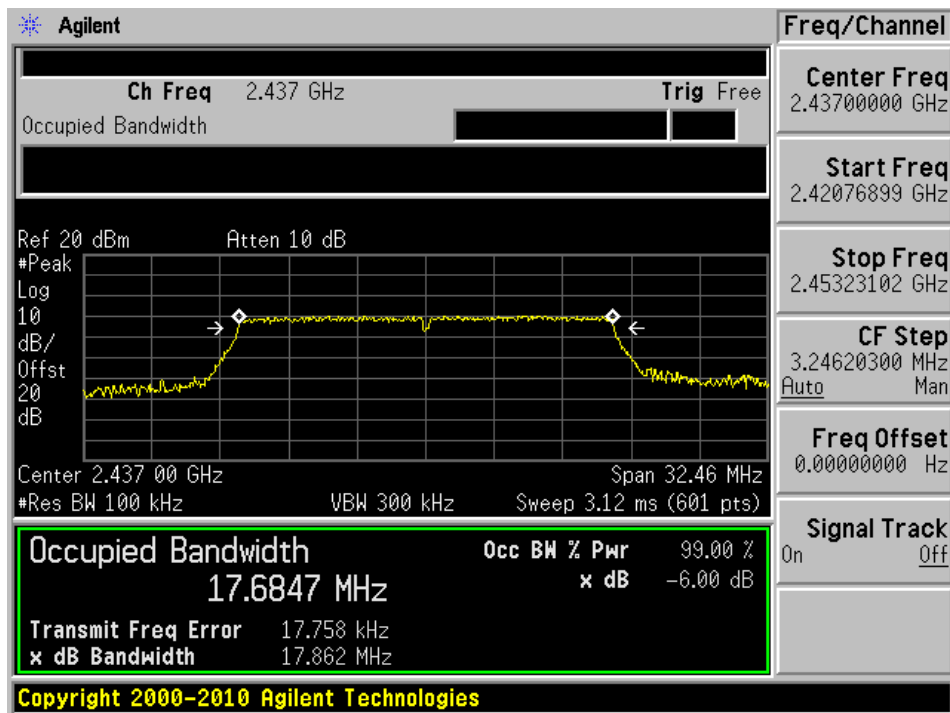 Agilent
Freq/Channel
Ch Freq 2.437 GHz Trig Free
Occupied Bandwidth
Ref 20 dBm Atten 10 dB
#Peak
Log
10
dB/
Offst
20
dB
Center 2.437 00 GHz Span 32.46 MHz
#Res BW 100 kHz VBW 300 kHz Sweep 3.12 ms (601 pts)
Occupied Bandwidth
17.6847 MHz
Occ BW % Pwr 99.00 %
x dB -6.00 dB
Transmit Freq Error 17.758 kHz
x dB Bandwidth 17.862 MHz
Center Freq
2.43700000 GHz
Start Freq
2.42076899 GHz
Stop Freq
2.45323102 GHz
CF Step
3.24620300 MHz
Auto Man
Freq Offset
0.00000000 Hz
Signal Track
On Off
Copyright 2000-2010 Agilent Technologies